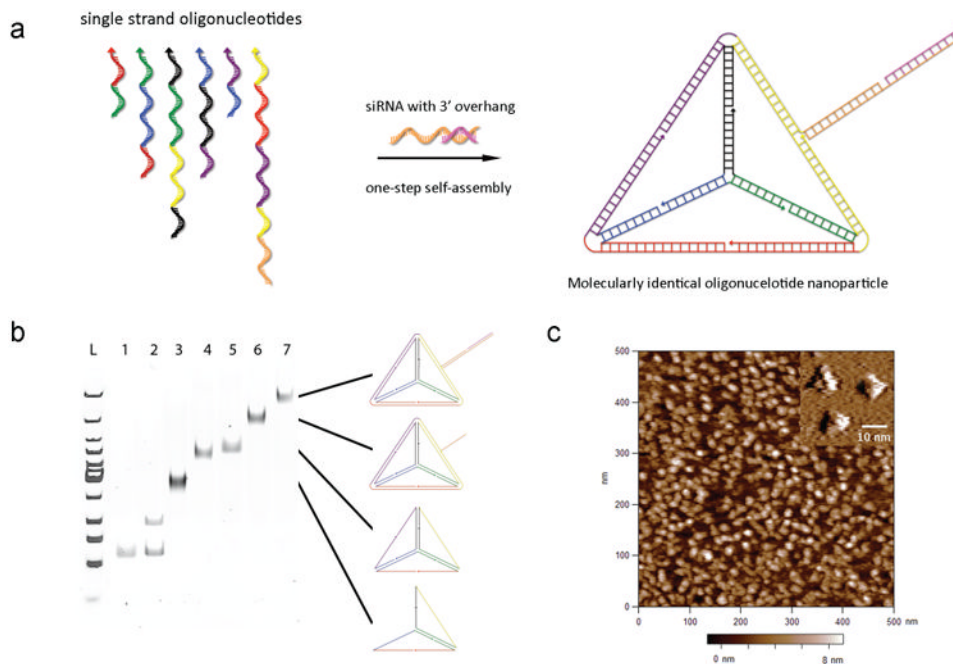 a
single strand oligonucleotides
siRNA with 3' overhang
one-step self-assembly
Molecularly identical oligonucelotide nanoparticle
b
L 1 2 3 4 5 6 7
c
500
400
300
200
100
0
nm
10 nm
0 100 200 300 400 500 nm
0 nm 8 nm